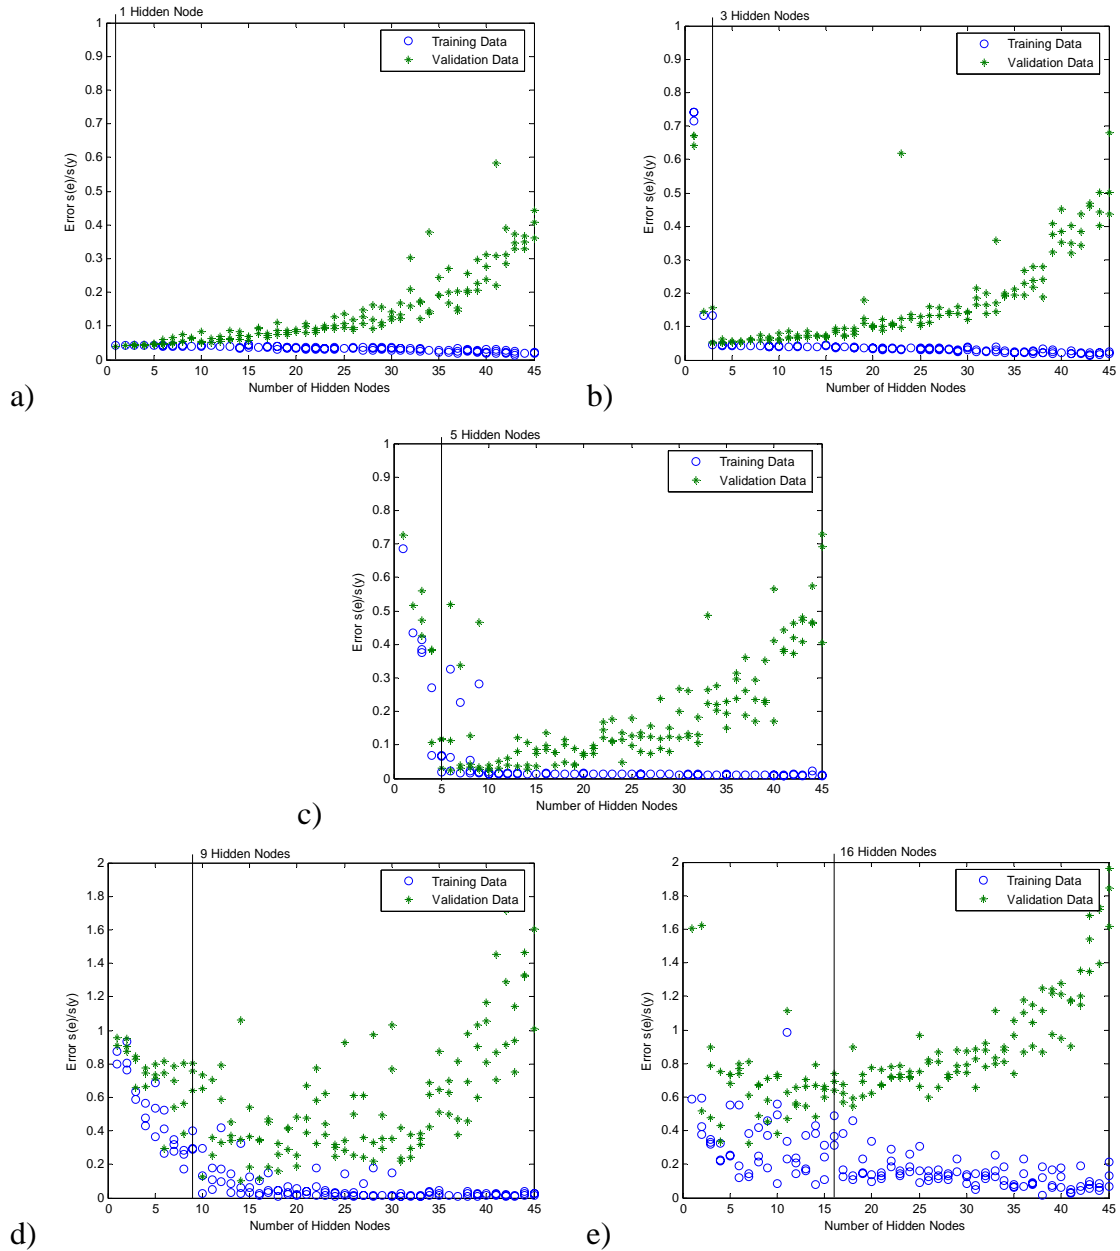 1 Hidden Node
Training Data
Validation Data
1
0.9
0.8
0.7
0.6
0.5
0.4
0.3
0.2
0.1
0
Error s(e)/s(y)
0 5 10 15 20 25 30 35 40 45
Number of Hidden Nodes
a)
3 Hidden Nodes
Training Data
Validation Data
1
0.9
0.8
0.7
0.6
0.5
0.4
0.3
0.2
0.1
0
Error s(e)/s(y)
0 5 10 15 20 25 30 35 40 45
Number of Hidden Nodes
b)
5 Hidden Nodes
Training Data
Validation Data
1
0.9
0.8
0.7
0.6
0.5
0.4
0.3
0.2
0.1
0
Error s(e)/s(y)
0 5 10 15 20 25 30 35 40 45
Number of Hidden Nodes
c)
9 Hidden Nodes
Training Data
Validation Data
2
1.8
1.6
1.4
1.2
1
0.8
0.6
0.4
0.2
0
Error s(e)/s(y)
0 5 10 15 20 25 30 35 40 45
Number of Hidden Nodes
d)
16 Hidden Nodes
Training Data
Validation Data
2
1.8
1.6
1.4
1.2
1
0.8
0.6
0.4
0.2
0
Error s(e)/s(y)
0 5 10 15 20 25 30 35 40 45
Number of Hidden Nodes
e)